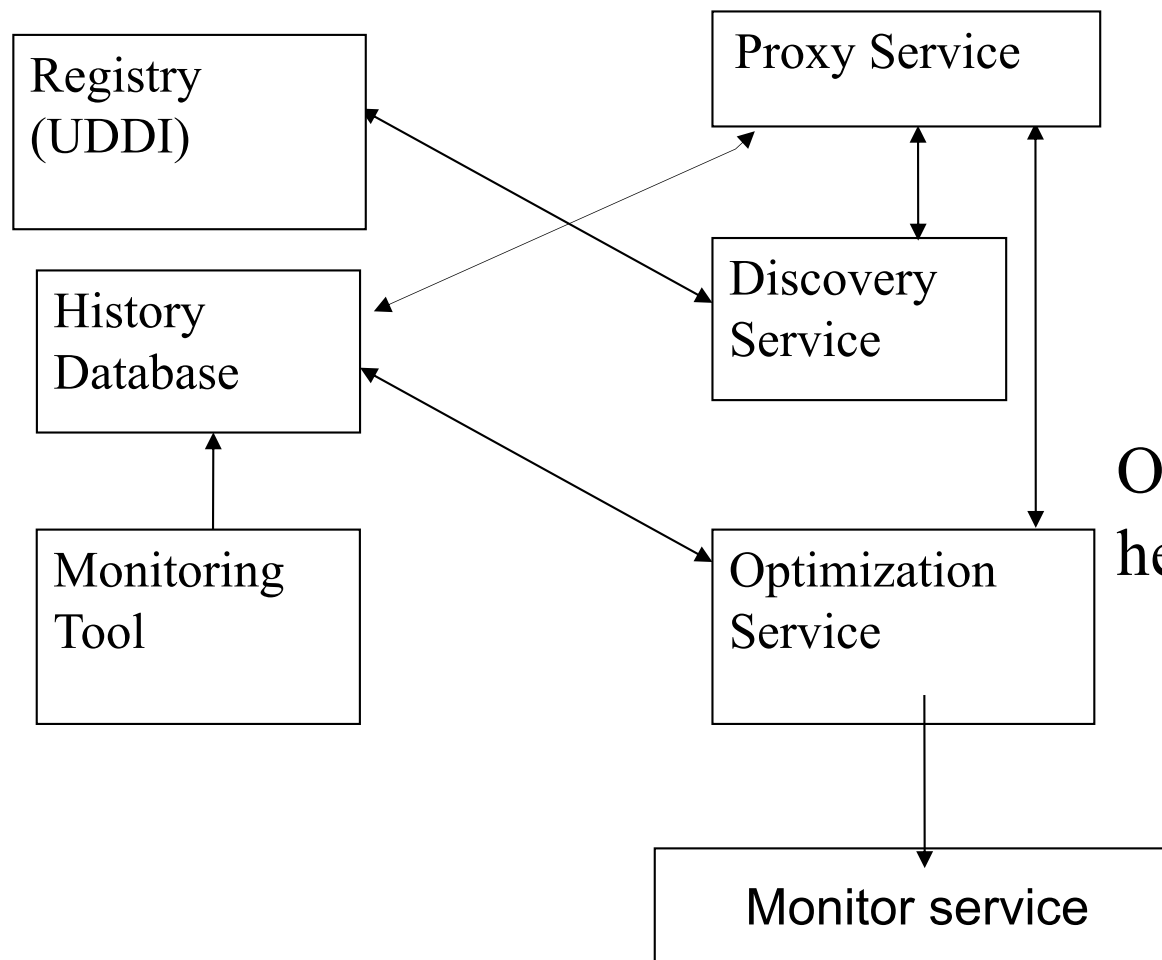 Registry
(UDDI)
Proxy Service
History
Database
Discovery
Service
Monitoring
Tool
Optimization
Service
Monitor service